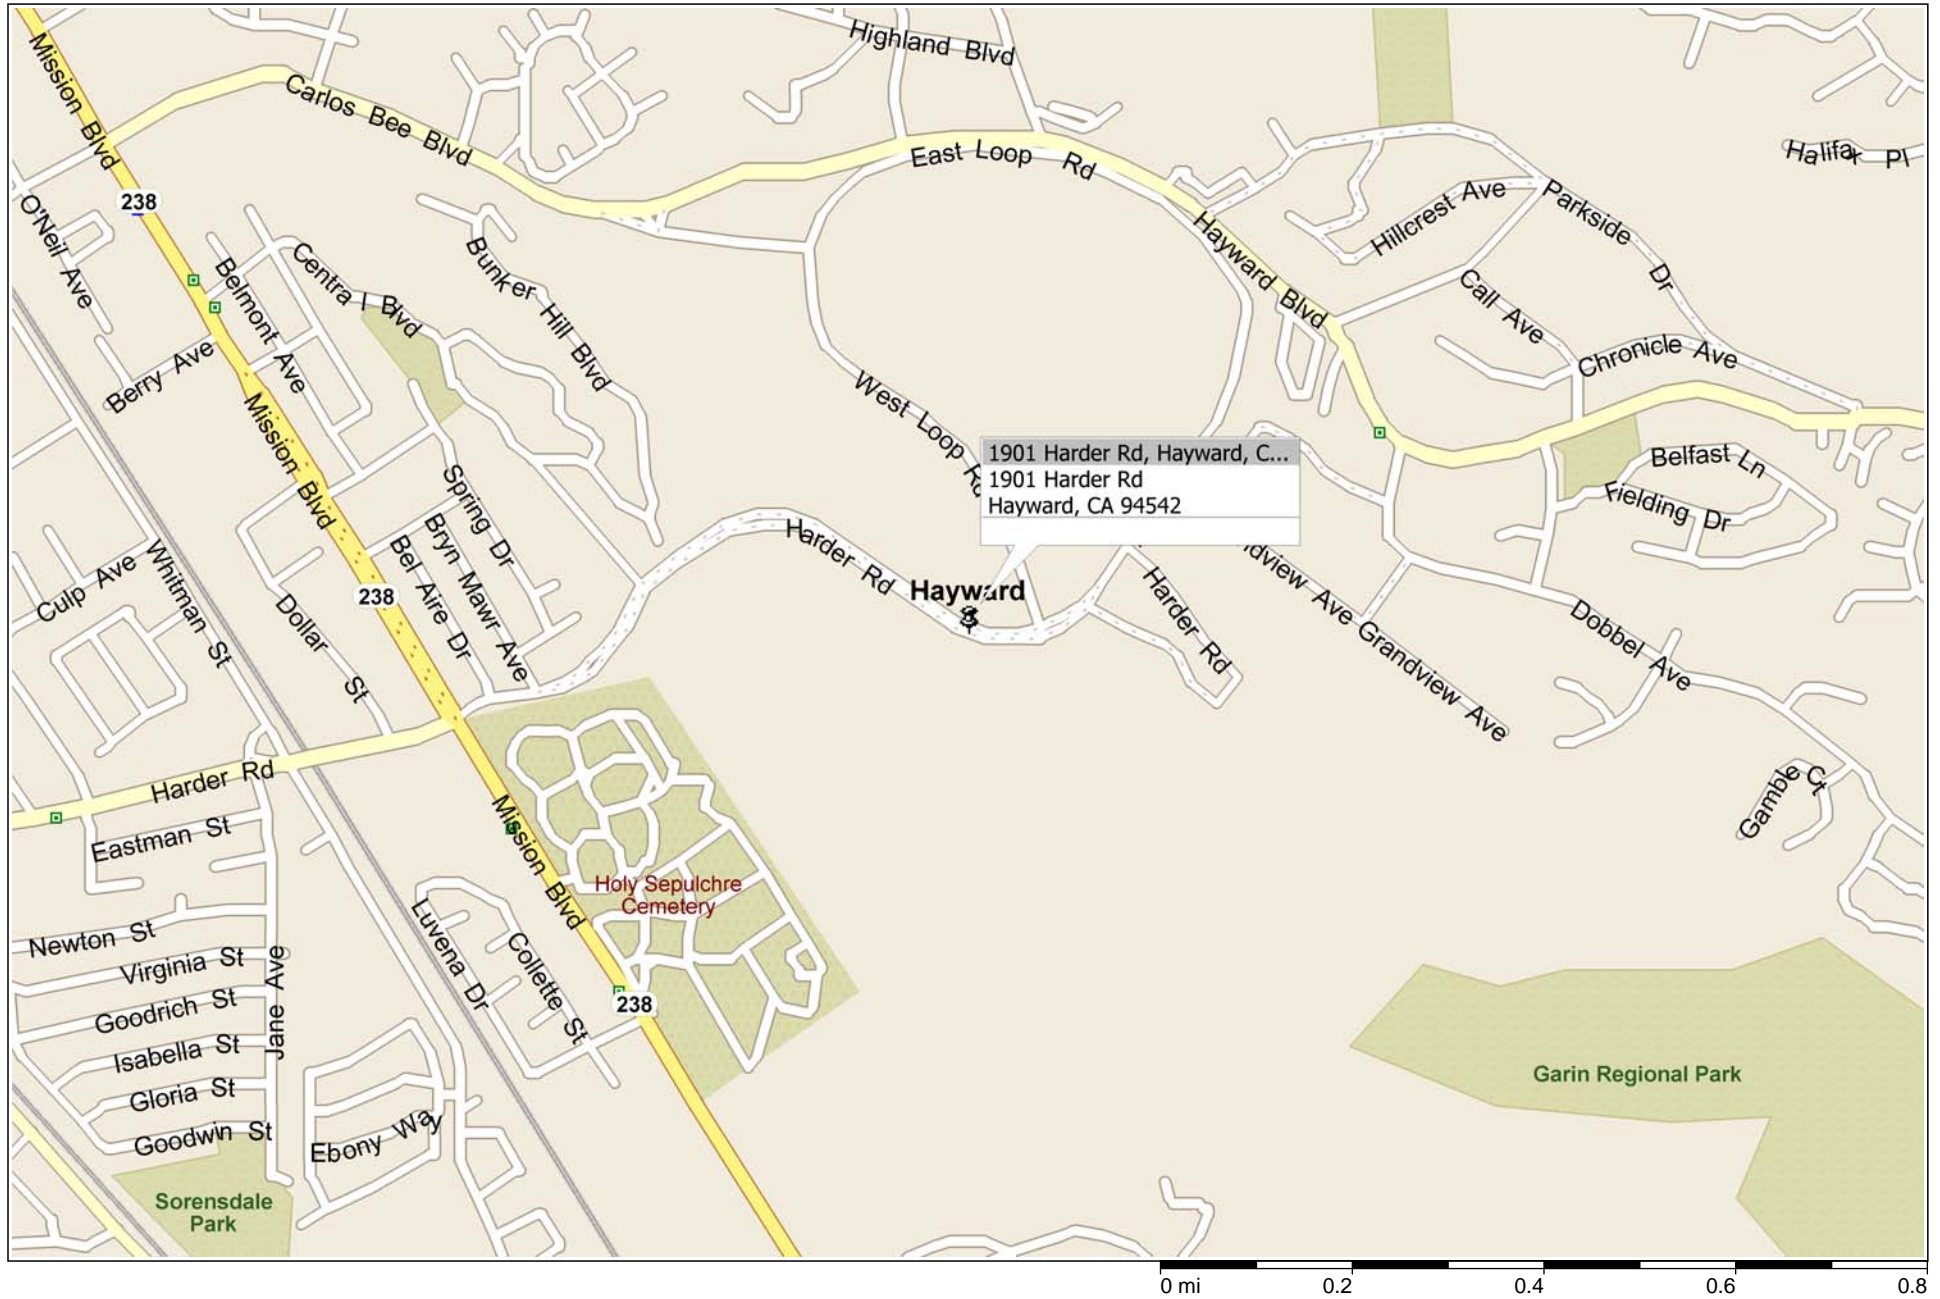 Highland Blvd
Mission Blvd
Carlos Bee Blvd
East Loop Rd
Halifax Pl
238
O'Neil Ave
Hillcrest Ave
Parkside Dr
Hayward Blvd
Bunker Hill Blvd
Central Blvd
Belmont Ave
Call Ave
Berry Ave
Chronicle Ave
West Loop Rd
Mission Blvd
1901 Harder Rd, Hayward, C...
1901 Harder Rd
Hayward, CA 94542
Belfast Ln
Fielding Dr
Spring Dr
Bryn Mawr Ave
Bel Aire Dr
Harder Rd
Hayward
Whitman St
Culp Ave
238
Dollar St
Harder Rd
ndview Ave
Grandview Ave
Dobbel Ave
Harder Rd
Gamble Ct
Eastman St
Mission Blvd
Holy Sepulchre
Cemetery
Newton St
Luvena Dr
Collette St
Virginia St
Jane Ave
Goodrich St
238
Isabella St
Garin Regional Park
Gloria St
Goodwin St
Ebony Way
Sorensdale
Park
0 mi 0.2 0.4 0.6 0.8